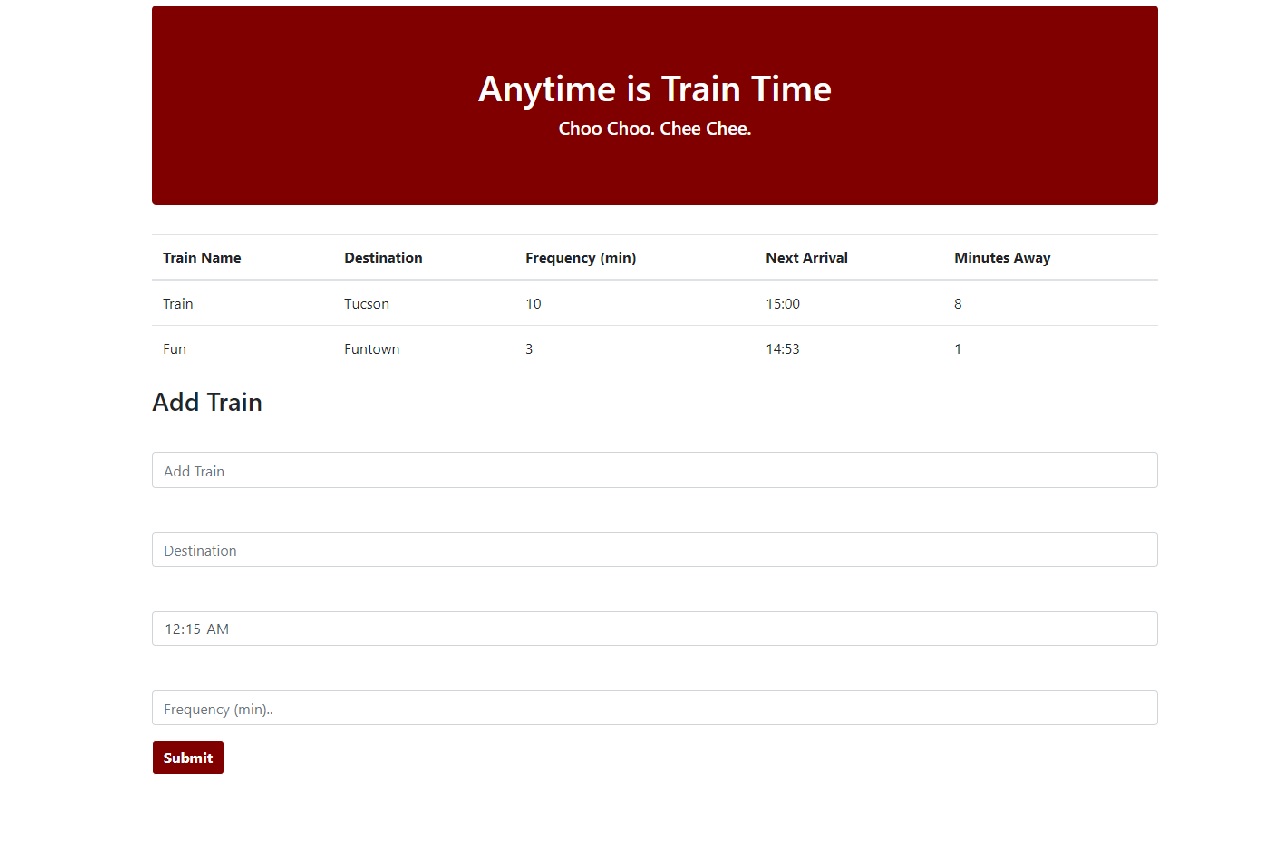 Anytime is Train Time
Choo Choo. Chee Chee.
Train Name Destination Frequency (min) Next Arrival Minutes Away
Train Tucson 10 15:00 8
Fun Funtown 3 14:53 1
Add Train
Add Train
Destination
12:15 AM
Frequency (min)..
Submit